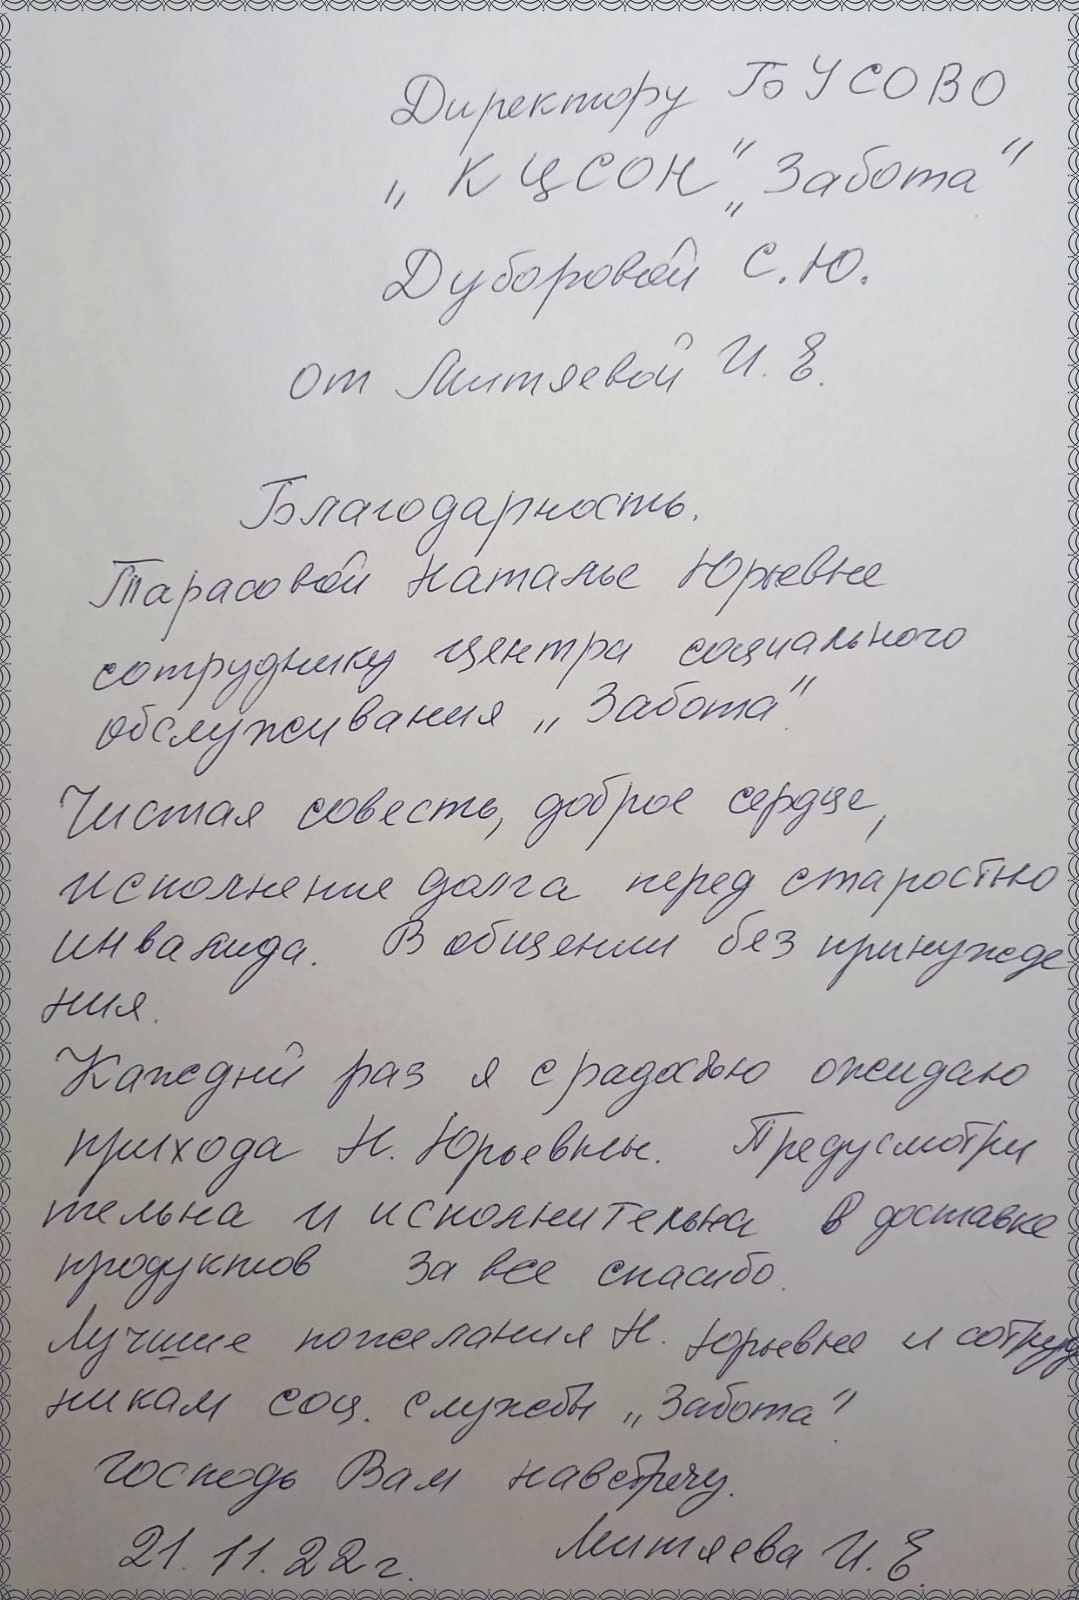 Директору БУСОВО
„КЦСОН" „Забота"
Дуборовой С.Ю.
от Митяевой И.Е.
Благодарность.
Тарасовой Наталье Юрьевне
сотруднику центра социального
обслуживания „Забота".
Чистая совесть, доброе сердце,
исполнение долга перед старостью
инвалида. В общении без принужде
ния.
Каждый раз я с радостью ожидаю
прихода Н. Юрьевны. Предусмотри
тельна и исполнительна в доставке
продуктов За все спасибо.
Лучшие пожелания Н. Юрьевне и сотруд
никам соц. службы „Забота".
Господь Вам навстречу.
21.11.22г. Митяева И.Е.